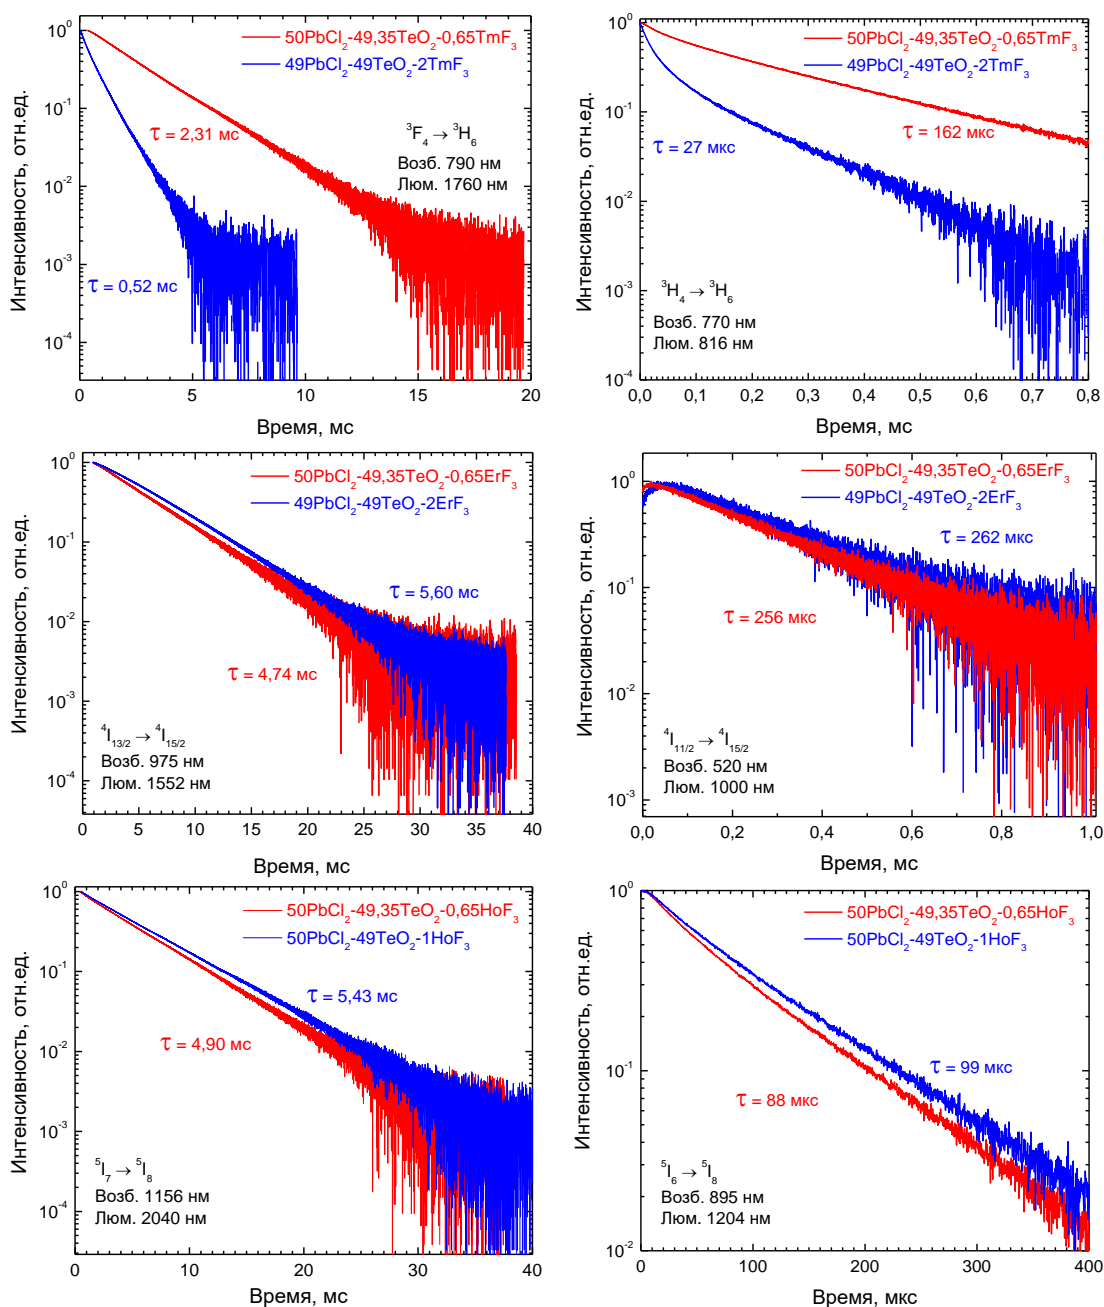 50PbCl2-49,35TeO2-0,65TmF3
49PbCl2-49TeO2-2TmF3
τ = 2,31 мс
3F4 → 3H6
Возб. 790 нм
Люм. 1760 нм
τ = 0,52 мс
Интенсивность, отн.ед.
10^0
10^-1
10^-2
10^-3
10^-4
0 5 10 15 20
Время, мс
50PbCl2-49,35TeO2-0,65TmF3
49PbCl2-49TeO2-2TmF3
τ = 162 мкс
τ = 27 мкс
3H4 → 3H6
Возб. 770 нм
Люм. 816 нм
Интенсивность, отн.ед.
10^0
10^-1
10^-2
10^-3
10^-4
0,0 0,1 0,2 0,3 0,4 0,5 0,6 0,7 0,8
Время, мс
50PbCl2-49,35TeO2-0,65ErF3
49PbCl2-49TeO2-2ErF3
τ = 5,60 мс
τ = 4,74 мс
4I13/2 → 4I15/2
Возб. 975 нм
Люм. 1552 нм
Интенсивность, отн.ед.
10^0
10^-1
10^-2
10^-3
10^-4
0 5 10 15 20 25 30 35 40
Время, мс
50PbCl2-49,35TeO2-0,65ErF3
49PbCl2-49TeO2-2ErF3
τ = 262 мкс
τ = 256 мкс
4I11/2 → 4I15/2
Возб. 520 нм
Люм. 1000 нм
Интенсивность, отн.ед.
10^0
10^-1
10^-2
10^-3
0,0 0,2 0,4 0,6 0,8 1,0
Время, мс
50PbCl2-49,35TeO2-0,65HoF3
50PbCl2-49TeO2-1HoF3
τ = 5,43 мс
τ = 4,90 мс
5I7 → 5I8
Возб. 1156 нм
Люм. 2040 нм
Интенсивность, отн.ед.
10^0
10^-1
10^-2
10^-3
10^-4
0 10 20 30 40
Время, мс
50PbCl2-49,35TeO2-0,65HoF3
50PbCl2-49TeO2-1HoF3
τ = 99 мкс
τ = 88 мкс
5I6 → 5I8
Возб. 895 нм
Люм. 1204 нм
Интенсивность, отн.ед.
10^0
10^-1
10^-2
0 100 200 300 400
Время, мкс